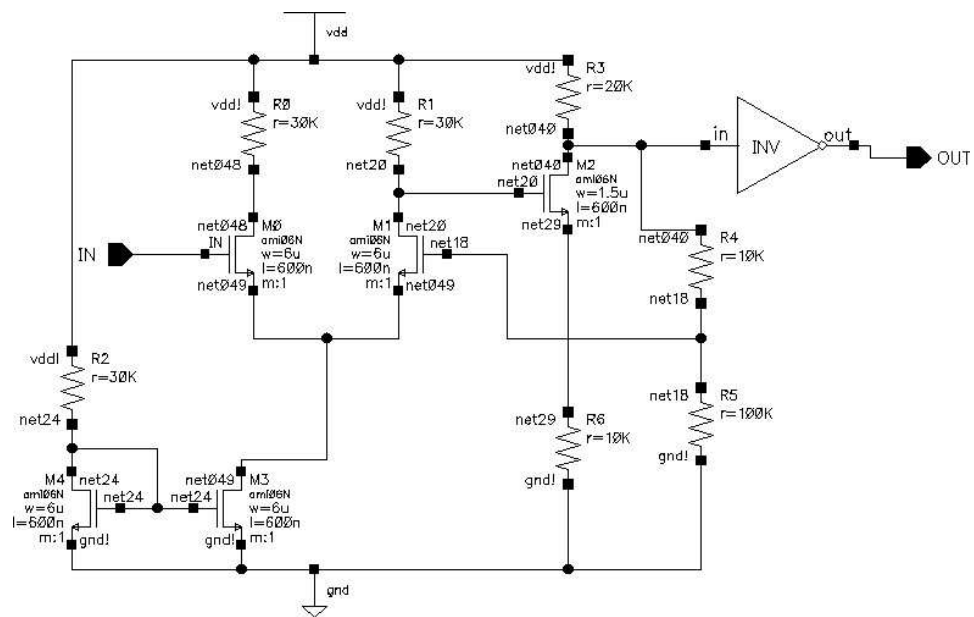 vdd
vdd!
R0
r=30K
net048
vdd!
R1
r=30K
net20
vdd!
R3
r=20K
net040
in
INV
out
OUT
net040
M2
net20
ami06N
w=1.5u
l=600n
m:1
net29
IN
net048
M0
IN
ami06N
w=6u
l=600n
m:1
net049
M1
net20
ami06N
net18
w=6u
l=600n
m:1
net049
net040
R4
r=10K
net18
vdd!
R2
r=30K
net24
net18
R5
r=100K
gnd!
net29
R6
r=10K
gnd!
M4
net24
ami06N
net24
w=6u
l=600n
m:1
gnd!
net049
M3
net24
ami06N
w=6u
l=600n
m:1
gnd!
gnd